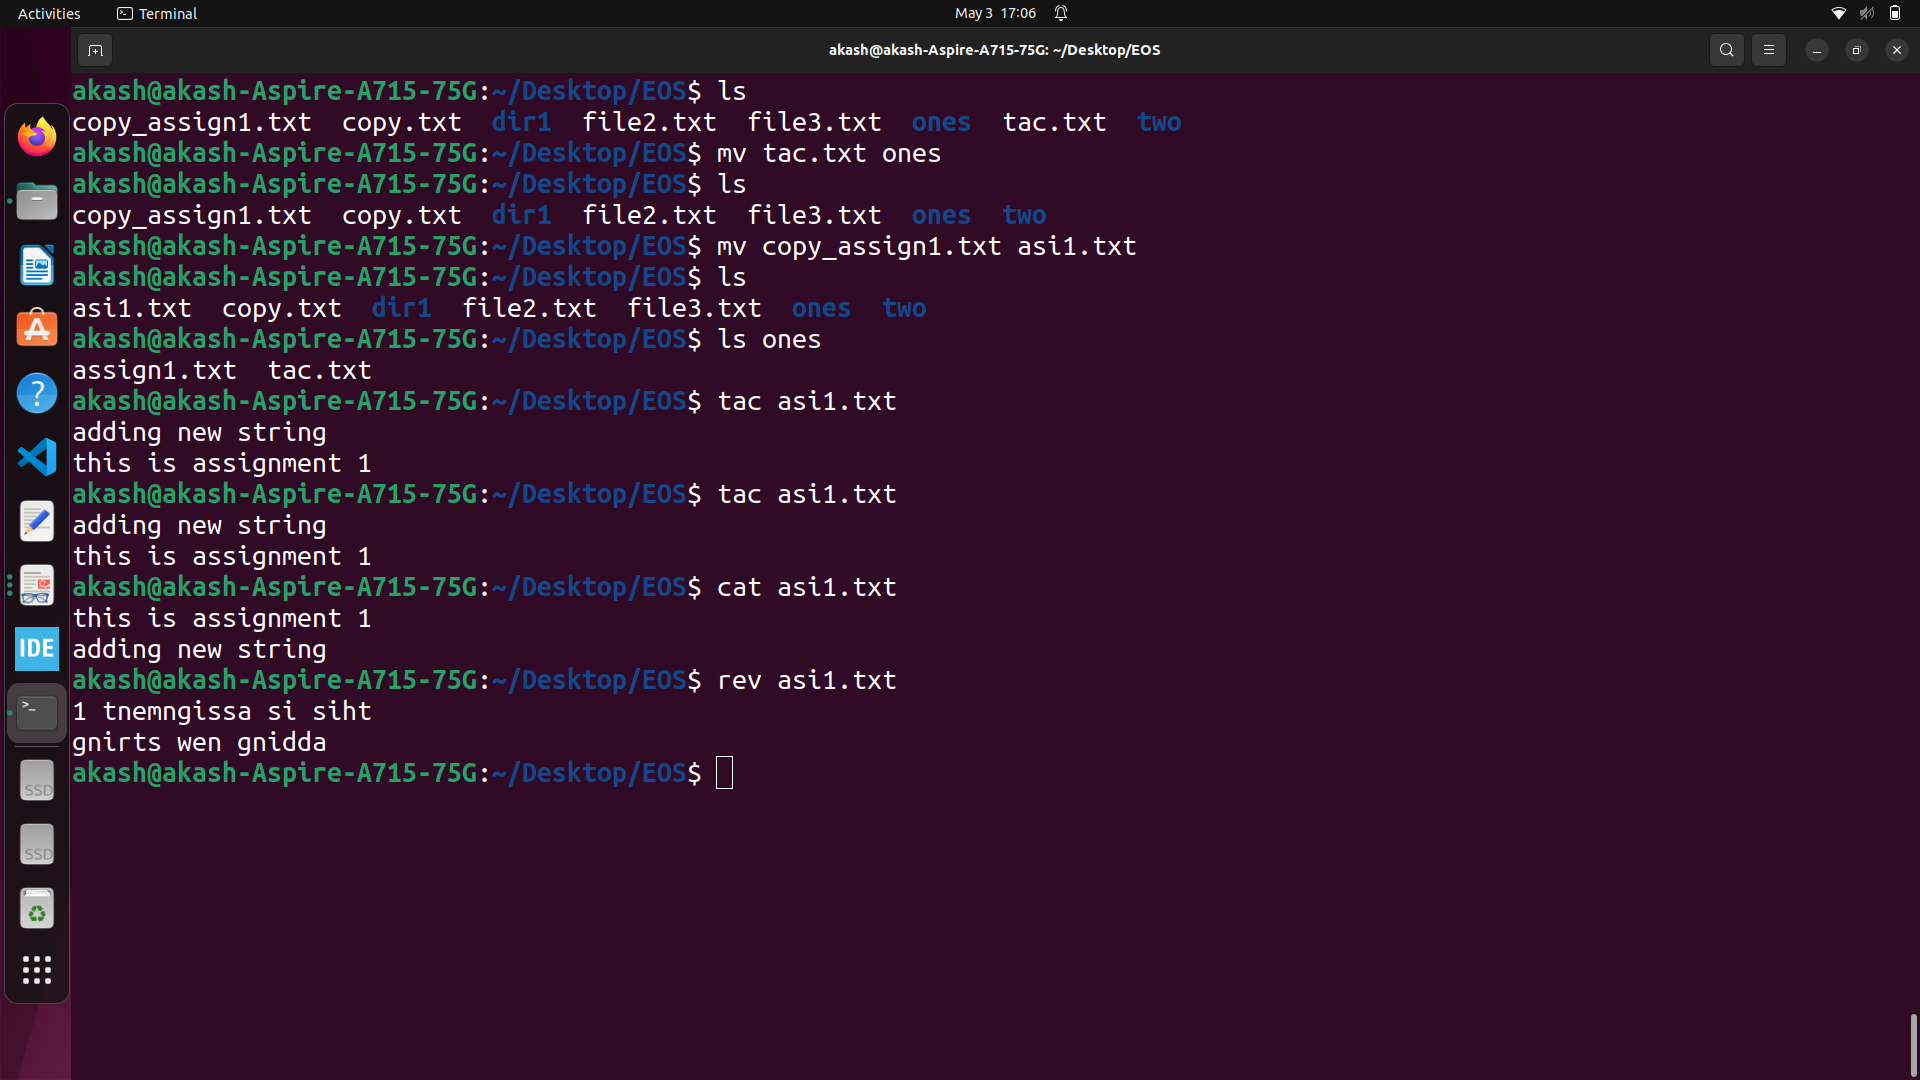 Activities Terminal May 3 17:06
akash@akash-Aspire-A715-75G: ~/Desktop/EOS
akash@akash-Aspire-A715-75G:~/Desktop/EOS$ ls
copy_assign1.txt copy.txt dir1 file2.txt file3.txt ones tac.txt two
akash@akash-Aspire-A715-75G:~/Desktop/EOS$ mv tac.txt ones
akash@akash-Aspire-A715-75G:~/Desktop/EOS$ ls
copy_assign1.txt copy.txt dir1 file2.txt file3.txt ones two
akash@akash-Aspire-A715-75G:~/Desktop/EOS$ mv copy_assign1.txt asi1.txt
akash@akash-Aspire-A715-75G:~/Desktop/EOS$ ls
asi1.txt copy.txt dir1 file2.txt file3.txt ones two
akash@akash-Aspire-A715-75G:~/Desktop/EOS$ ls ones
assign1.txt tac.txt
akash@akash-Aspire-A715-75G:~/Desktop/EOS$ tac asi1.txt
adding new string
this is assignment 1
akash@akash-Aspire-A715-75G:~/Desktop/EOS$ tac asi1.txt
adding new string
this is assignment 1
akash@akash-Aspire-A715-75G:~/Desktop/EOS$ cat asi1.txt
this is assignment 1
adding new string
akash@akash-Aspire-A715-75G:~/Desktop/EOS$ rev asi1.txt
1 tnemngissa si siht
gnirts wen gnidda
akash@akash-Aspire-A715-75G:~/Desktop/EOS$
IDE
SSD
SSD